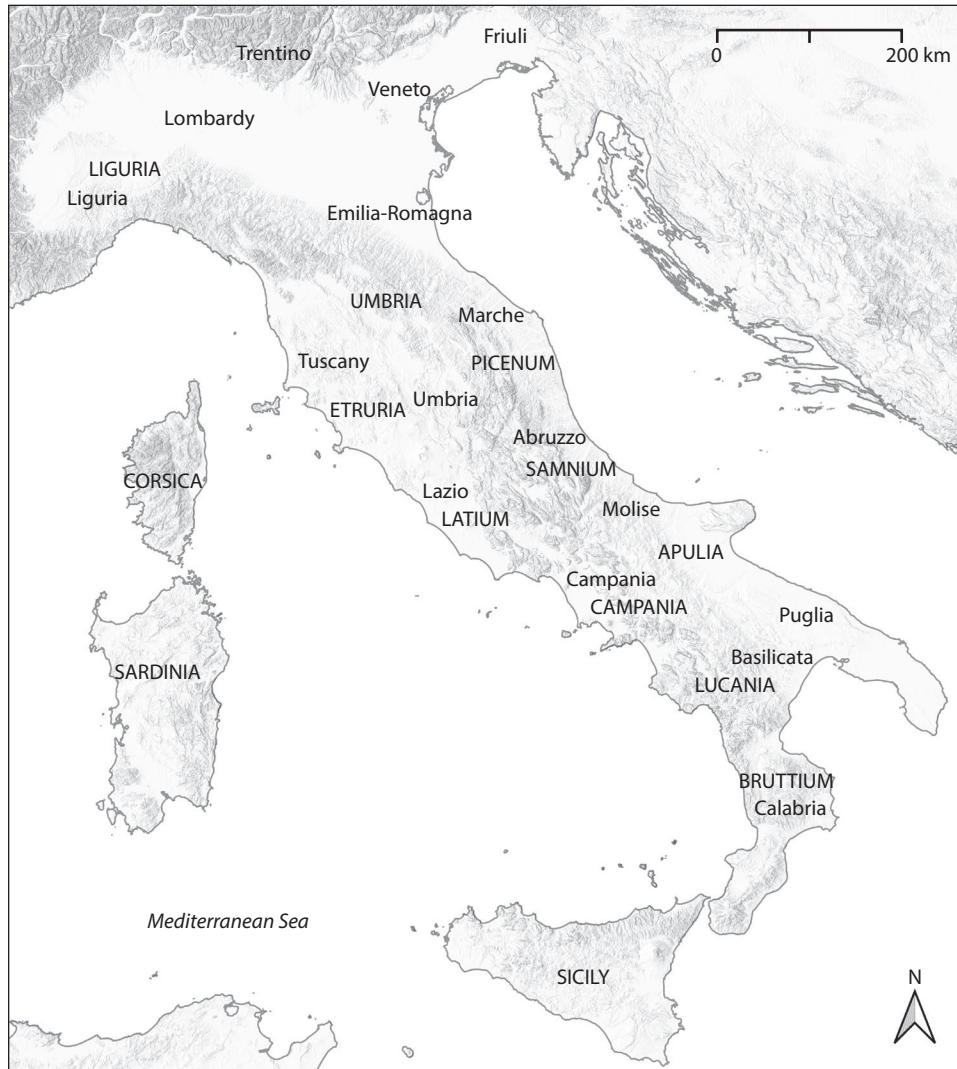 Friuli
0 200 km
Trentino
Veneto
Lombardy
LIGURIA
Liguria
Emilia-Romagna
UMBRIA
Marche
Tuscany
PICENUM
Umbria
ETRURIA
Abruzzo
SAMNIUM
CORSICA
Lazio
LATIUM
Molise
APULIA
Campania
CAMPANIA
Puglia
Basilicata
SARDINIA
LUCANIA
BRUTTIUM
Calabria
Mediterranean Sea
SICILY
N